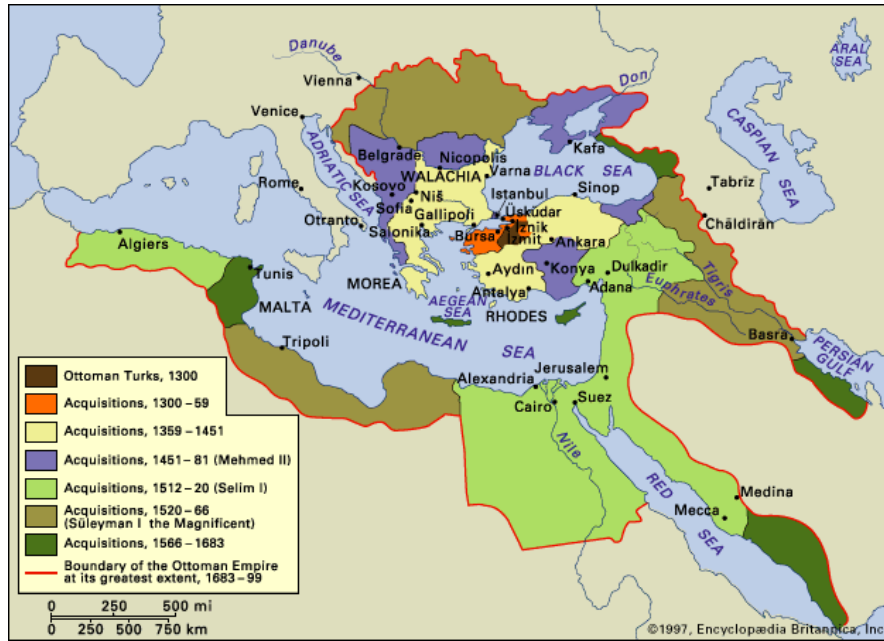 ARAL
SEA
Danube
Vienna
Don
CASPIAN
SEA
Venice
ADRIATIC SEA
Belgrade
Nicopolis
Kafa
WALACHIA
Varna
BLACK SEA
Tabrīz
Rome
Kosovo
Niš
Istanbul
Sinop
Sofia
Gallipoli
Üsküdar
Chāldirān
Otranto
Salonika
Bursa
İznik
İzmit
Ankara
Algiers
Tunis
MOREA
Aydın
Konya
Dulkadir
Tigris
AEGEAN
SEA
Antalya
Adana
Euphrates
MALTA
RHODES
MEDITERRANEAN SEA
Basra
PERSIAN
GULF
Tripoli
Alexandria
Jerusalem
Cairo
Suez
Nile
RED
SEA
Medina
Mecca
Ottoman Turks, 1300
Acquisitions, 1300–59
Acquisitions, 1359–1451
Acquisitions, 1451–81 (Mehmed II)
Acquisitions, 1512–20 (Selim I)
Acquisitions, 1520–66
(Süleyman I the Magnificent)
Acquisitions, 1566–1683
Boundary of the Ottoman Empire
at its greatest extent, 1683–99
0 250 500 mi
0 250 500 750 km
©1997, Encyclopædia Britannica, Inc